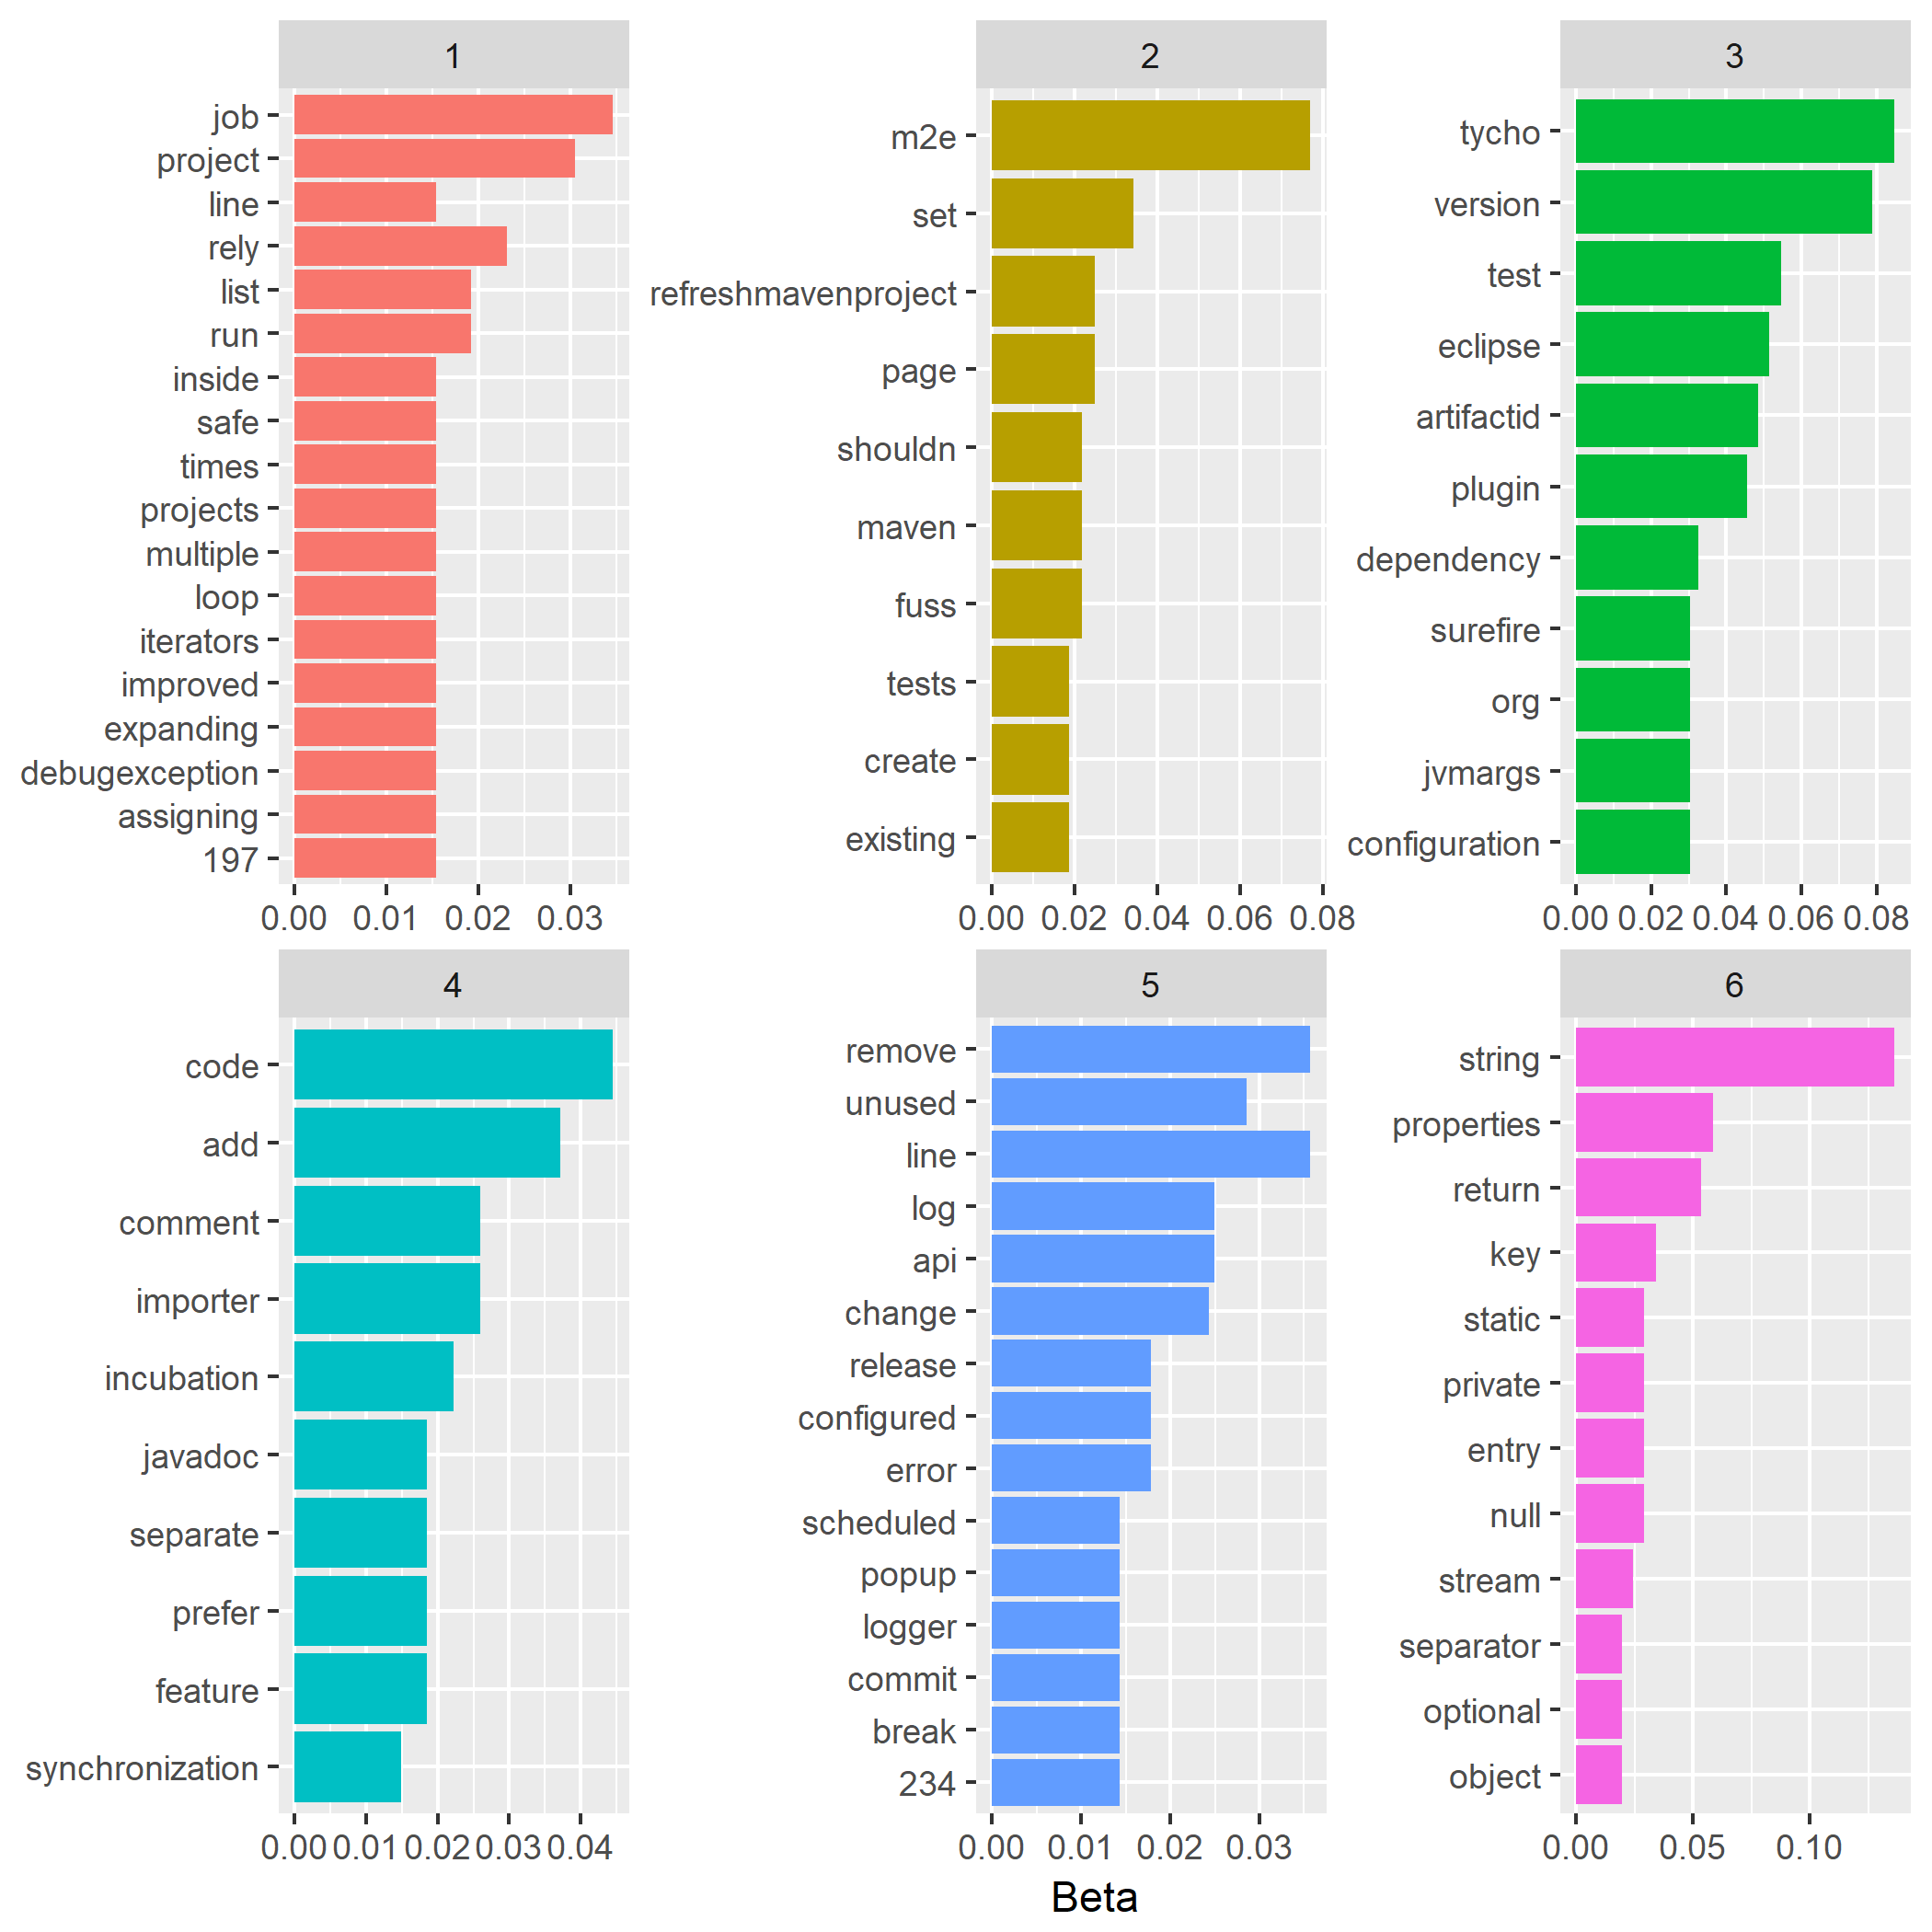 1
job
project
line
rely
list
run
inside
safe
times
projects
multiple
loop
iterators
improved
expanding
debugexception
assigning
197
0.00 0.01 0.02 0.03
2
m2e
set
refreshmavenproject
page
shouldn
maven
fuss
tests
create
existing
0.00 0.02 0.04 0.06 0.08
3
tycho
version
test
eclipse
artifactid
plugin
dependency
surefire
org
jvmargs
configuration
0.00 0.02 0.04 0.06 0.08
4
code
add
comment
importer
incubation
javadoc
separate
prefer
feature
synchronization
0.00 0.01 0.02 0.03 0.04
5
remove
unused
line
log
api
change
release
configured
error
scheduled
popup
logger
commit
break
234
0.00 0.01 0.02 0.03
6
string
properties
return
key
static
private
entry
null
stream
separator
optional
object
0.00 0.05 0.10
Beta